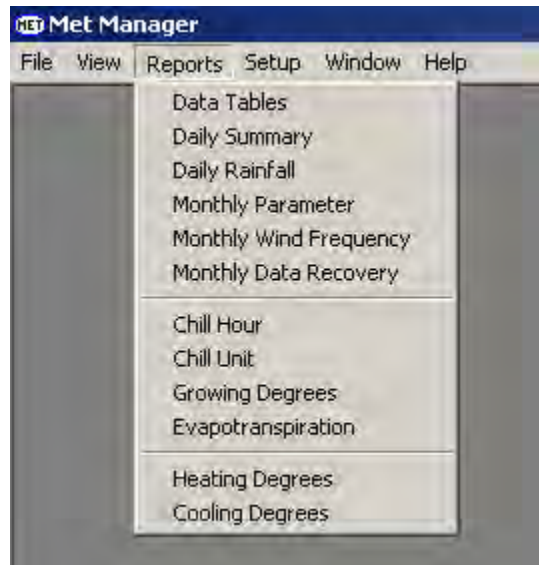 MET Met Manager
File View Reports Setup Window Help
Data Tables
Daily Summary
Daily Rainfall
Monthly Parameter
Monthly Wind Frequency
Monthly Data Recovery
Chill Hour
Chill Unit
Growing Degrees
Evapotranspiration
Heating Degrees
Cooling Degrees